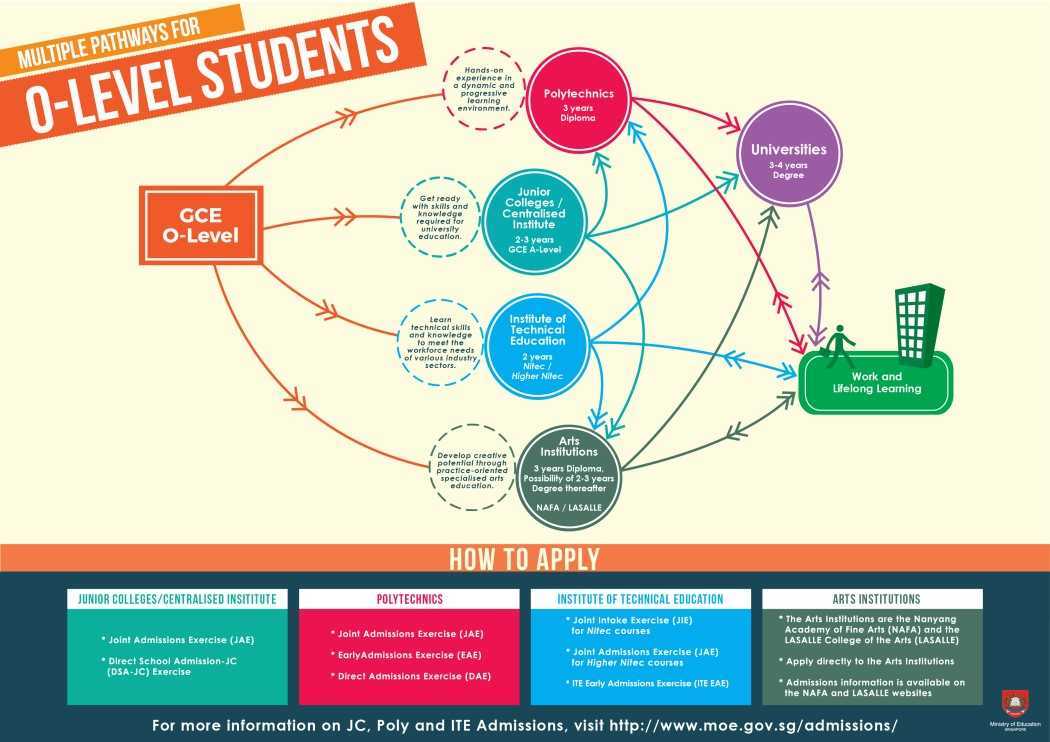 MULTIPLE PATHWAYS FOR
O-LEVEL STUDENTS
GCE
O-Level
Hands-on
experience in
a dynamic and
progressive
learning
environment.
Polytechnics
3 years
Diploma
Universities
3-4 years
Degree
Get ready
with skills and
knowledge
required for
university
education.
Junior
Colleges /
Centralised
Institute
2-3 years
GCE A-Level
Learn
technical skills
and knowledge
to meet the
workforce needs
of various industry
sectors.
Institute of
Technical
Education
2 years
Nitec /
Higher Nitec
Work and
Lifelong Learning
Develop creative
potential through
practice-oriented
specialised arts
education.
Arts
Institutions
3 years Diploma,
Possibility of 2-3 years
Degree thereafter
NAFA / LASALLE
HOW TO APPLY
JUNIOR COLLEGES/CENTRALISED INSITITUTE
* Joint Admissions Exercise (JAE)
* Direct School Admission-JC
(DSA-JC) Exercise
POLYTECHNICS
* Joint Admissions Exercise (JAE)
* EarlyAdmissions Exercise (EAE)
* Direct Admissions Exercise (DAE)
INSTITUTE OF TECHNICAL EDUCATION
* Joint Intake Exercise (JIE)
for Nitec courses
* Joint Admissions Exercise (JAE)
for Higher Nitec courses
* ITE Early Admissions Exercise (ITE EAE)
ARTS INSTITUTIONS
* The Arts Institutions are the Nanyang
Academy of Fine Arts (NAFA) and the
LASALLE College of the Arts (LASALLE)
* Apply directly to the Arts Institutions
* Admissions information is available on
the NAFA and LASALLE websites
For more information on JC, Poly and ITE Admissions, visit http://www.moe.gov.sg/admissions/
Ministry of Education
SINGAPORE